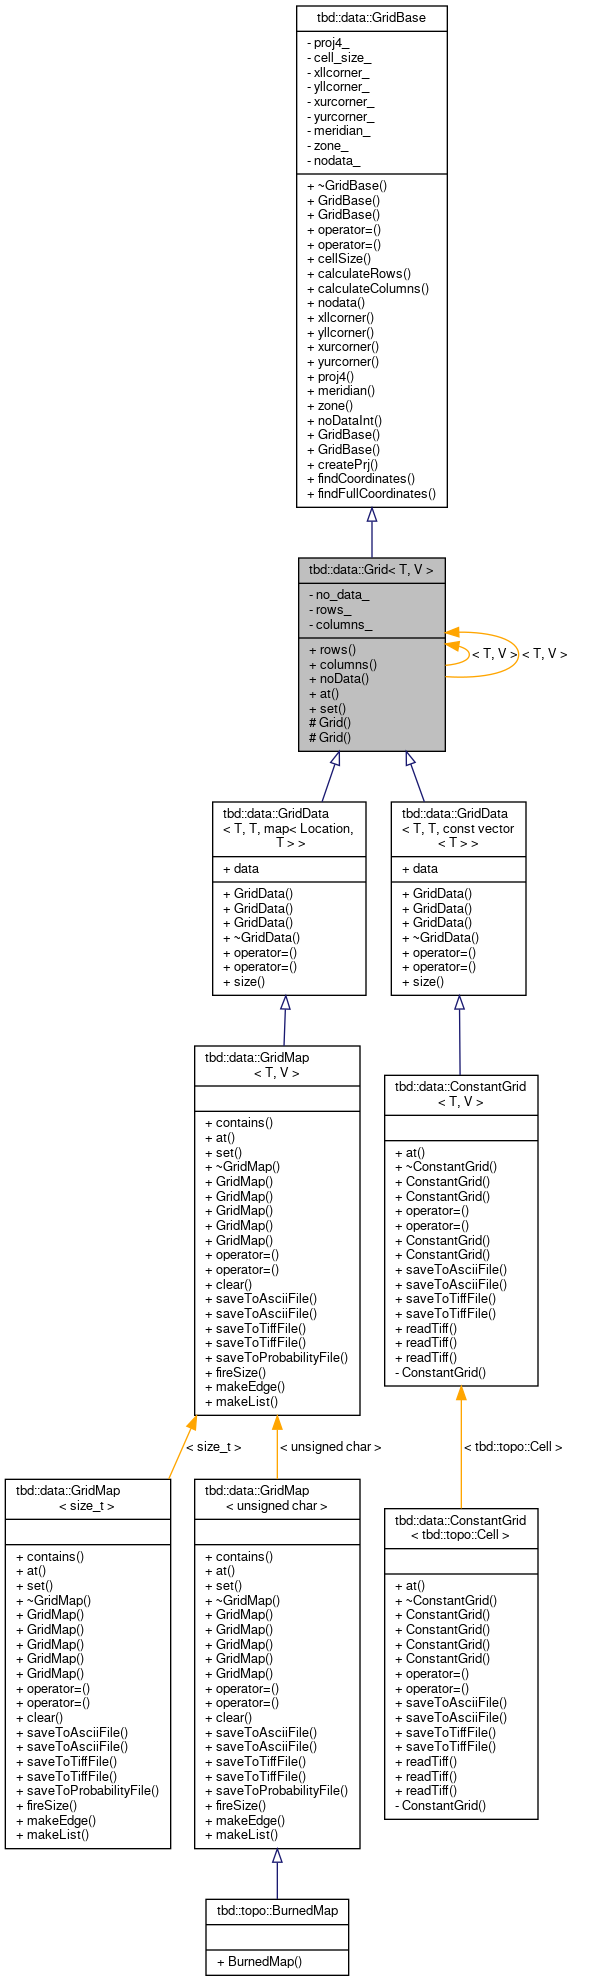 tbd::data::GridBase
- proj4_
- cell_size_
- xllcorner_
- yllcorner_
- xurcorner_
- yurcorner_
- meridian_
- zone_
- nodata_
+ ~GridBase()
+ GridBase()
+ GridBase()
+ operator=()
+ operator=()
+ cellSize()
+ calculateRows()
+ calculateColumns()
+ nodata()
+ xllcorner()
+ yllcorner()
+ xurcorner()
+ yurcorner()
+ proj4()
+ meridian()
+ zone()
+ noDataInt()
+ GridBase()
+ GridBase()
+ createPrj()
+ findCoordinates()
+ findFullCoordinates()
tbd::data::Grid< T, V >
- no_data_
- rows_
- columns_
+ rows()
+ columns()
+ noData()
+ at()
+ set()
# Grid()
# Grid()
< T, V >
< T, V >
tbd::data::GridData
< T, T, map< Location,
T > >
+ data
+ GridData()
+ GridData()
+ GridData()
+ ~GridData()
+ operator=()
+ operator=()
+ size()
tbd::data::GridData
< T, T, const vector
< T > >
+ data
+ GridData()
+ GridData()
+ GridData()
+ ~GridData()
+ operator=()
+ operator=()
+ size()
tbd::data::GridMap
< T, V >
+ contains()
+ at()
+ set()
+ ~GridMap()
+ GridMap()
+ GridMap()
+ GridMap()
+ GridMap()
+ GridMap()
+ operator=()
+ operator=()
+ clear()
+ saveToAsciiFile()
+ saveToAsciiFile()
+ saveToTiffFile()
+ saveToTiffFile()
+ saveToProbabilityFile()
+ fireSize()
+ makeEdge()
+ makeList()
tbd::data::ConstantGrid
< T, V >
+ at()
+ ~ConstantGrid()
+ ConstantGrid()
+ ConstantGrid()
+ operator=()
+ operator=()
+ ConstantGrid()
+ ConstantGrid()
+ saveToAsciiFile()
+ saveToAsciiFile()
+ saveToTiffFile()
+ saveToTiffFile()
+ readTiff()
+ readTiff()
+ readTiff()
- ConstantGrid()
< size_t >
< unsigned char >
< tbd::topo::Cell >
tbd::data::GridMap
< size_t >
+ contains()
+ at()
+ set()
+ ~GridMap()
+ GridMap()
+ GridMap()
+ GridMap()
+ GridMap()
+ GridMap()
+ operator=()
+ operator=()
+ clear()
+ saveToAsciiFile()
+ saveToAsciiFile()
+ saveToTiffFile()
+ saveToTiffFile()
+ saveToProbabilityFile()
+ fireSize()
+ makeEdge()
+ makeList()
tbd::data::GridMap
< unsigned char >
+ contains()
+ at()
+ set()
+ ~GridMap()
+ GridMap()
+ GridMap()
+ GridMap()
+ GridMap()
+ GridMap()
+ operator=()
+ operator=()
+ clear()
+ saveToAsciiFile()
+ saveToAsciiFile()
+ saveToTiffFile()
+ saveToTiffFile()
+ saveToProbabilityFile()
+ fireSize()
+ makeEdge()
+ makeList()
tbd::data::ConstantGrid
< tbd::topo::Cell >
+ at()
+ ~ConstantGrid()
+ ConstantGrid()
+ ConstantGrid()
+ ConstantGrid()
+ ConstantGrid()
+ operator=()
+ operator=()
+ saveToAsciiFile()
+ saveToAsciiFile()
+ saveToTiffFile()
+ saveToTiffFile()
+ readTiff()
+ readTiff()
+ readTiff()
- ConstantGrid()
tbd::topo::BurnedMap
+ BurnedMap()